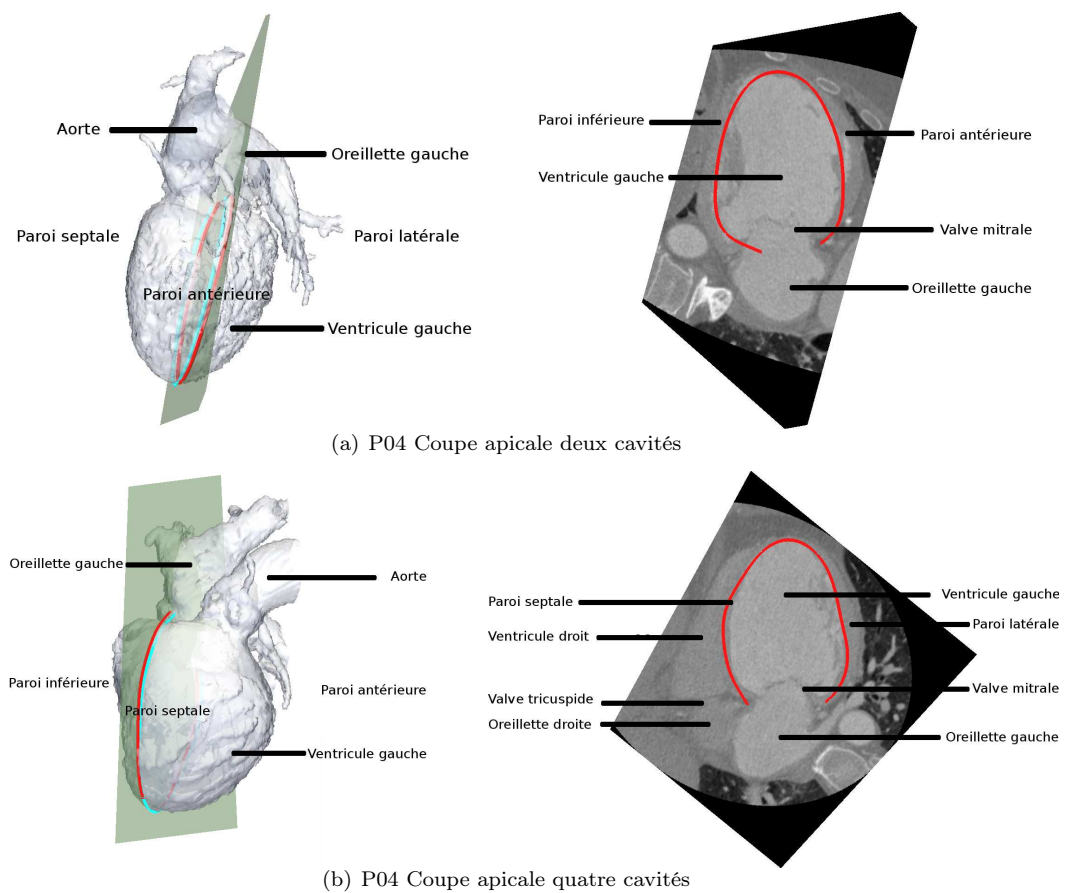 Aorte
Oreillette gauche
Paroi septale
Paroi latérale
Paroi antérieure
Ventricule gauche
Paroi inférieure
Paroi antérieure
Ventricule gauche
Valve mitrale
Oreillette gauche
(a) P04 Coupe apicale deux cavités
Oreillette gauche
Aorte
Paroi inférieure
Paroi antérieure
Paroi septale
Ventricule gauche
Ventricule gauche
Paroi septale
Paroi latérale
Ventricule droit
Valve mitrale
Valve tricuspide
Oreillette droite
Oreillette gauche
(b) P04 Coupe apicale quatre cavités